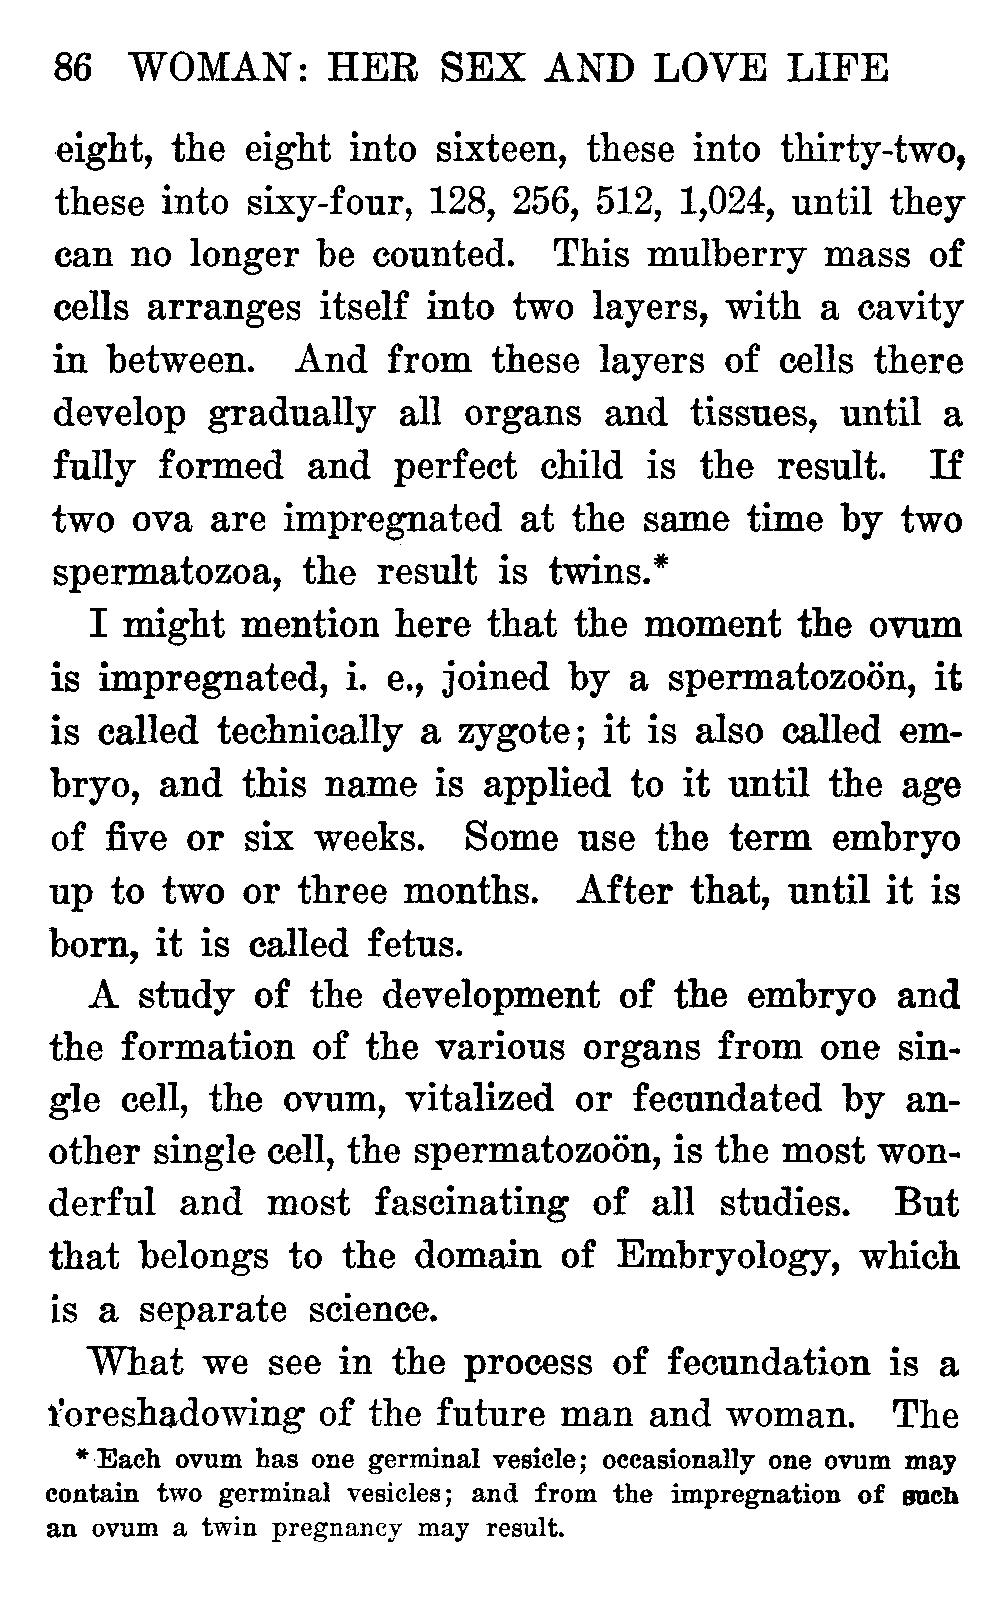 86 WOMAN: HER SEX AND LOVE LIFE
eight, the eight into sixteen, these into thirty-two,
these into sixy-four, 128, 256, 512, 1,024, until they
can no longer be counted. This mulberry mass of
cells arranges itself into two layers, with a cavity
in between. And from these layers of cells there
develop gradually all organs and tissues, until a
fully formed and perfect child is the result. If
two ova are impregnated at the same time by two
spermatozoa, the result is twins.*
I might mention here that the moment the ovum
is impregnated, i. e., joined by a spermatozoön, it
is called technically a zygote; it is also called em-
bryo, and this name is applied to it until the age
of five or six weeks. Some use the term embryo
up to two or three months. After that, until it is
born, it is called fetus.
A study of the development of the embryo and
the formation of the various organs from one sin-
gle cell, the ovum, vitalized or fecundated by an-
other single cell, the spermatozoön, is the most won-
derful and most fascinating of all studies. But
that belongs to the domain of Embryology, which
is a separate science.
What we see in the process of fecundation is a
foreshadowing of the future man and woman. The
* Each ovum has one germinal vesicle; occasionally one ovum may
contain two germinal vesicles; and from the impregnation of such
an ovum a twin pregnancy may result.